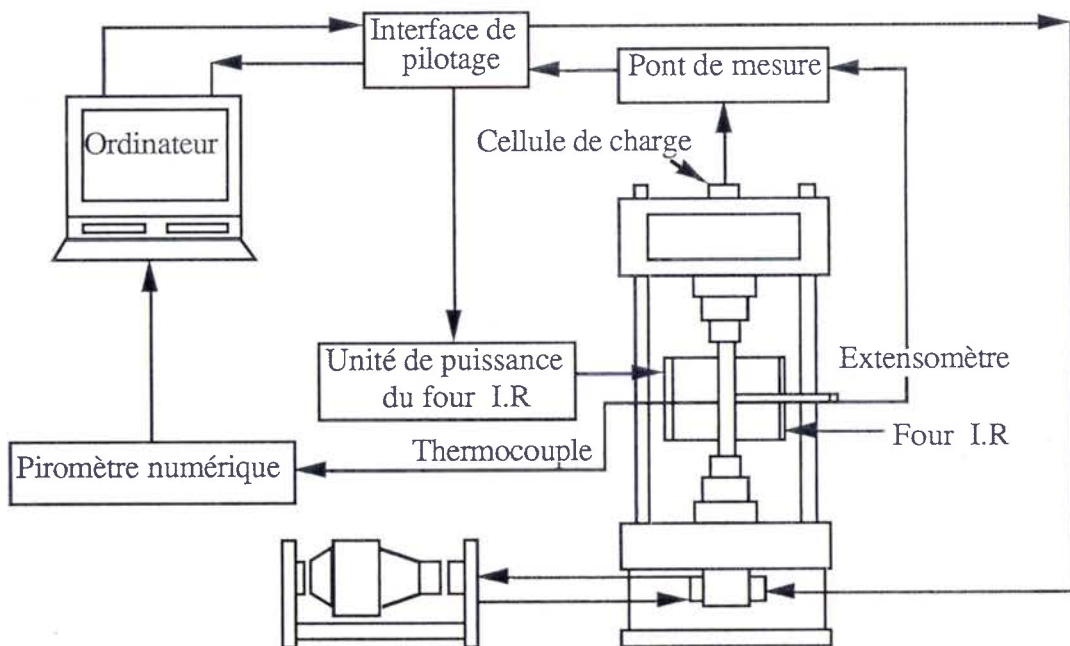 Interface de
pilotage
Pont de mesure
Ordinateur
Cellule de charge
Unité de puissance
du four I.R
Extensomètre
Four I.R
Thermocouple
Piromètre numérique